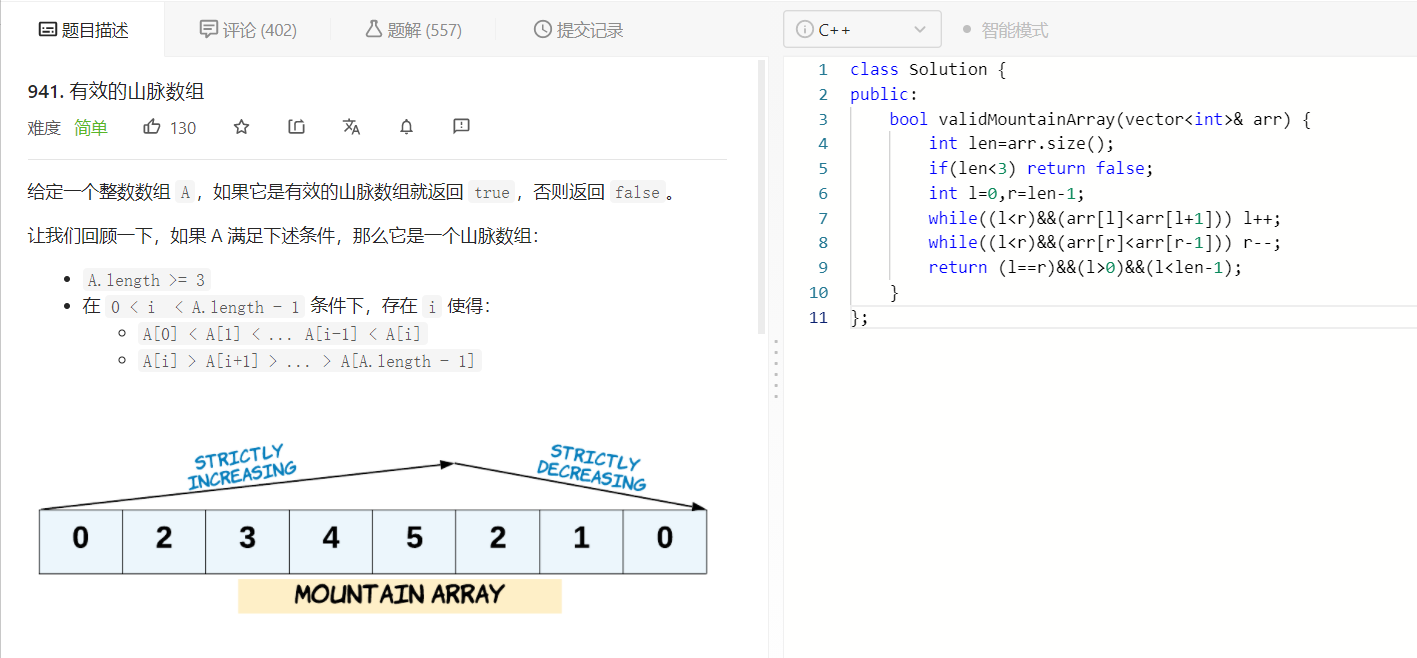 题目描述
评论 (402)
题解 (557)
提交记录
941. 有效的山脉数组
难度 简单 130
给定一个整数数组 A，如果它是有效的山脉数组就返回 true，否则返回 false。
让我们回顾一下，如果 A 满足下述条件，那么它是一个山脉数组：
A.length >= 3
在 0 < i < A.length - 1 条件下，存在 i 使得：
A[0] < A[1] < ... A[i-1] < A[i]
A[i] > A[i+1] > ... > A[A.length - 1]
STRICTLY
INCREASING
STRICTLY
DECREASING
0 2 3 4 5 2 1 0
MOUNTAIN ARRAY
C++
智能模式
1 class Solution {
2 public:
3 bool validMountainArray(vector<int>& arr) {
4 int len=arr.size();
5 if(len<3) return false;
6 int l=0,r=len-1;
7 while((l<r)&&(arr[l]<arr[l+1])) l++;
8 while((l<r)&&(arr[r]<arr[r-1])) r--;
9 return (l==r)&&(l>0)&&(l<len-1);
10 }
11 };